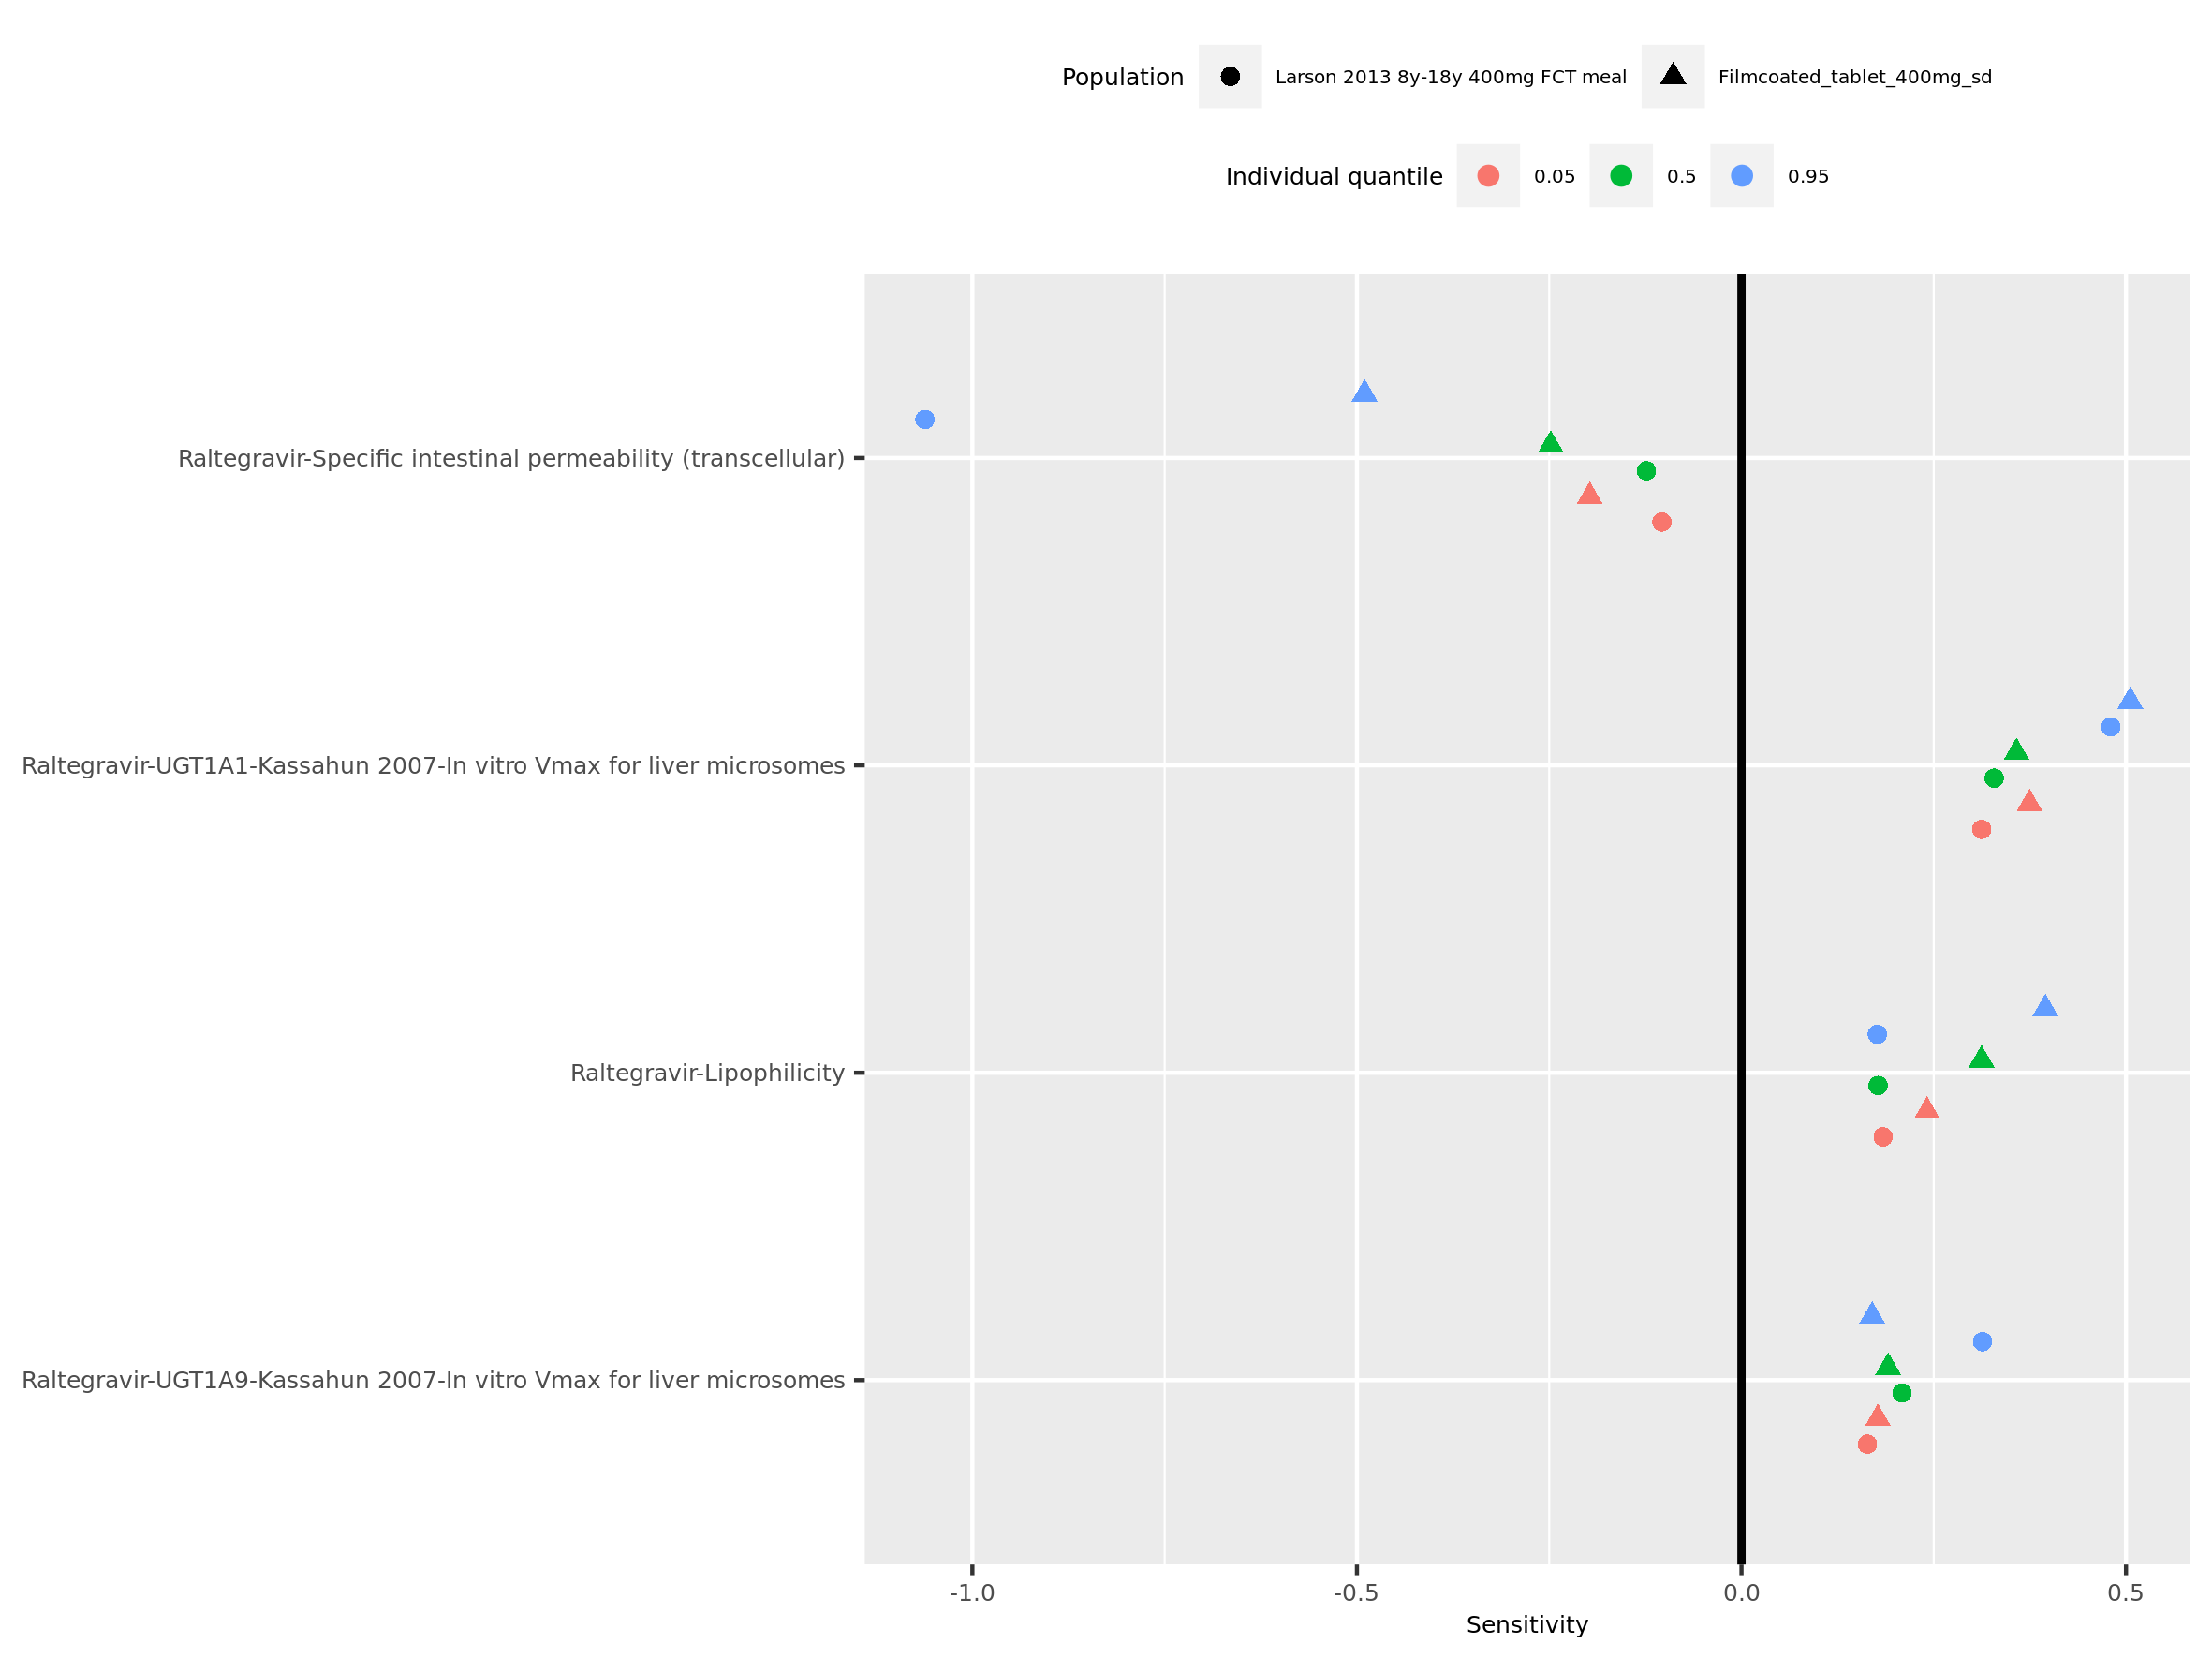 Population Larson 2013 8y-18y 400mg FCT meal Filmcoated_tablet_400mg_sd
Individual quantile 0.05 0.5 0.95
Raltegravir-Specific intestinal permeability (transcellular)
Raltegravir-UGT1A1-Kassahun 2007-In vitro Vmax for liver microsomes
Raltegravir-Lipophilicity
Raltegravir-UGT1A9-Kassahun 2007-In vitro Vmax for liver microsomes
-1.0 -0.5 0.0 0.5
Sensitivity